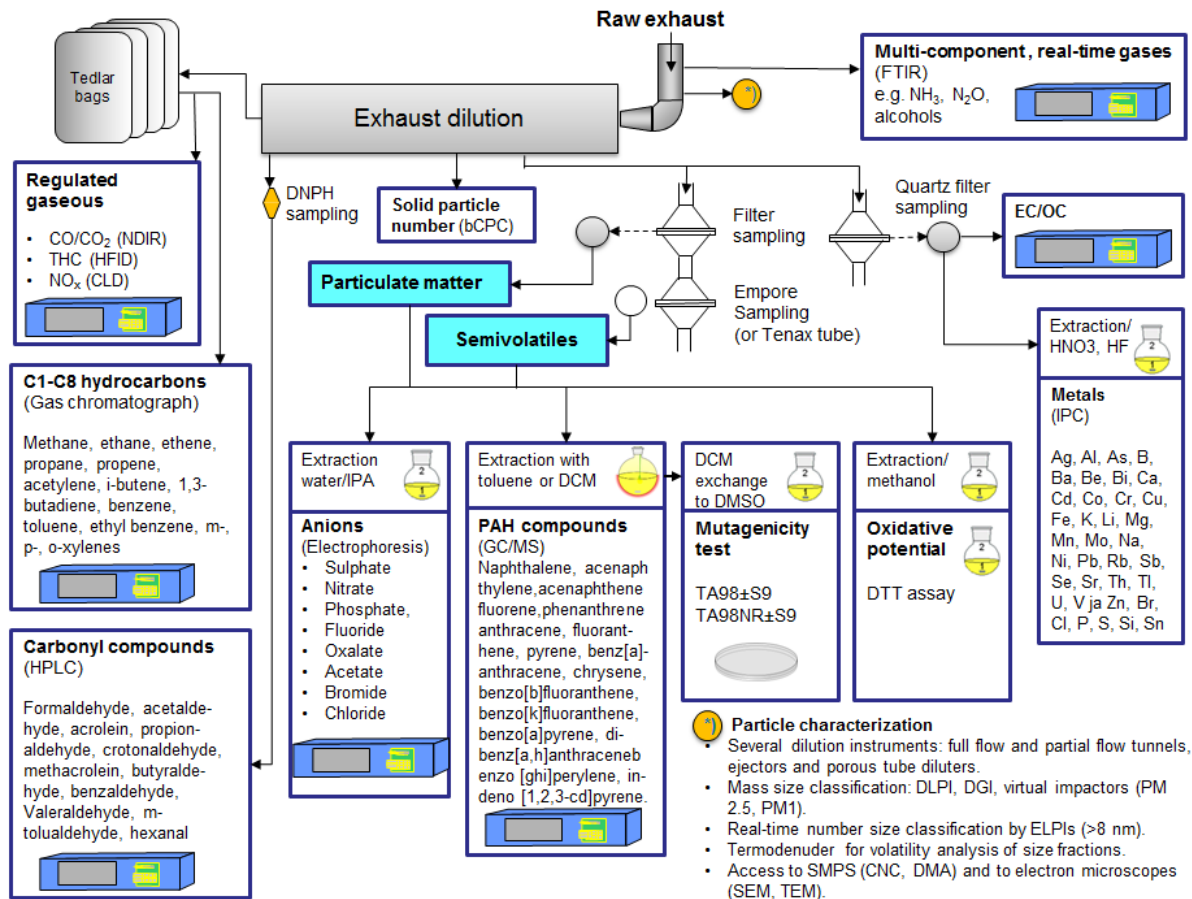 Raw exhaust
Tedlar
bags
Exhaust dilution
*)
Multi-component, real-time gases
(FTIR)
e.g. NH₃, N₂O,
alcohols
Regulated
gaseous
• CO/CO₂ (NDIR)
• THC (HFID)
• NOₓ (CLD)
DNPH
sampling
Solid particle
number (bCPC)
Filter
sampling
Quartz filter
sampling
EC/OC
Particulate matter
Empore
Sampling
(or Tenax tube)
Semivolatiles
Extraction/
HNO3, HF
2
1
Metals
(IPC)
Ag, Al, As, B,
Ba, Be, Bi, Ca,
Cd, Co, Cr, Cu,
Fe, K, Li, Mg,
Mn, Mo, Na,
Ni, Pb, Rb, Sb,
Se, Sr, Th, Tl,
U, V ja Zn, Br,
Cl, P, S, Si, Sn
C1-C8 hydrocarbons
(Gas chromatograph)
Methane, ethane, ethene,
propane, propene,
acetylene, i-butene, 1,3-
butadiene, benzene,
toluene, ethyl benzene, m-,
p-, o-xylenes
Carbonyl compounds
(HPLC)
Formaldehyde, acetalde-
hyde, acrolein, propion-
aldehyde, crotonaldehyde,
methacrolein, butyralde-
hyde, benzaldehyde,
Valeraldehyde, m-
tolualdehyde, hexanal
Extraction
water/IPA
2
1
Anions
(Electrophoresis)
• Sulphate
• Nitrate
• Phosphate,
• Fluoride
• Oxalate
• Acetate
• Bromide
• Chloride
Extraction with
toluene or DCM
PAH compounds
(GC/MS)
Naphthalene, acenaph
thylene,acenaphthene
fluorene,phenanthrene
anthracene, fluorant-
hene, pyrene, benz[a]-
anthracene, chrysene,
benzo[b]fluoranthene,
benzo[k]fluoranthene,
benzo[a]pyrene, di-
benz[a,h]anthraceneb
enzo [ghi]perylene, in-
deno [1,2,3-cd]pyrene.
DCM
exchange
to DMSO
2
1
Mutagenicity
test
TA98±S9
TA98NR±S9
Extraction/
methanol
2
1
Oxidative
potential
2
1
DTT assay
*) Particle characterization
• Several dilution instruments: full flow and partial flow tunnels,
ejectors and porous tube diluters.
• Mass size classification: DLPI, DGI, virtual impactors (PM
2.5, PM1).
• Real-time number size classification by ELPIs (>8 nm).
• Termodenuder for volatility analysis of size fractions.
• Access to SMPS (CNC, DMA) and to electron microscopes
(SEM, TEM).